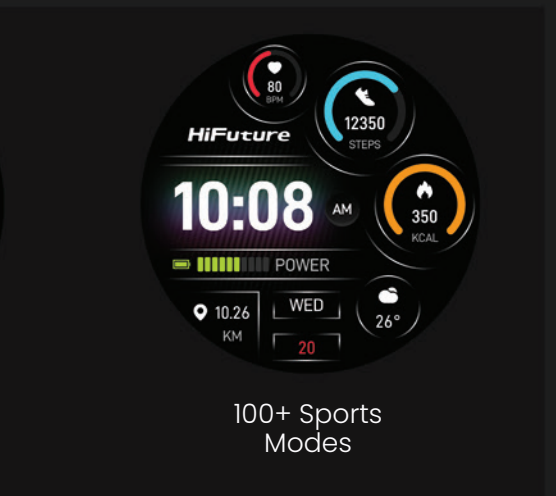 80
BPM
12350
STEPS
HiFuture
10:08 AM
350
KCAL
POWER
10.26
KM
WED
20
26°
100+ Sports
Modes